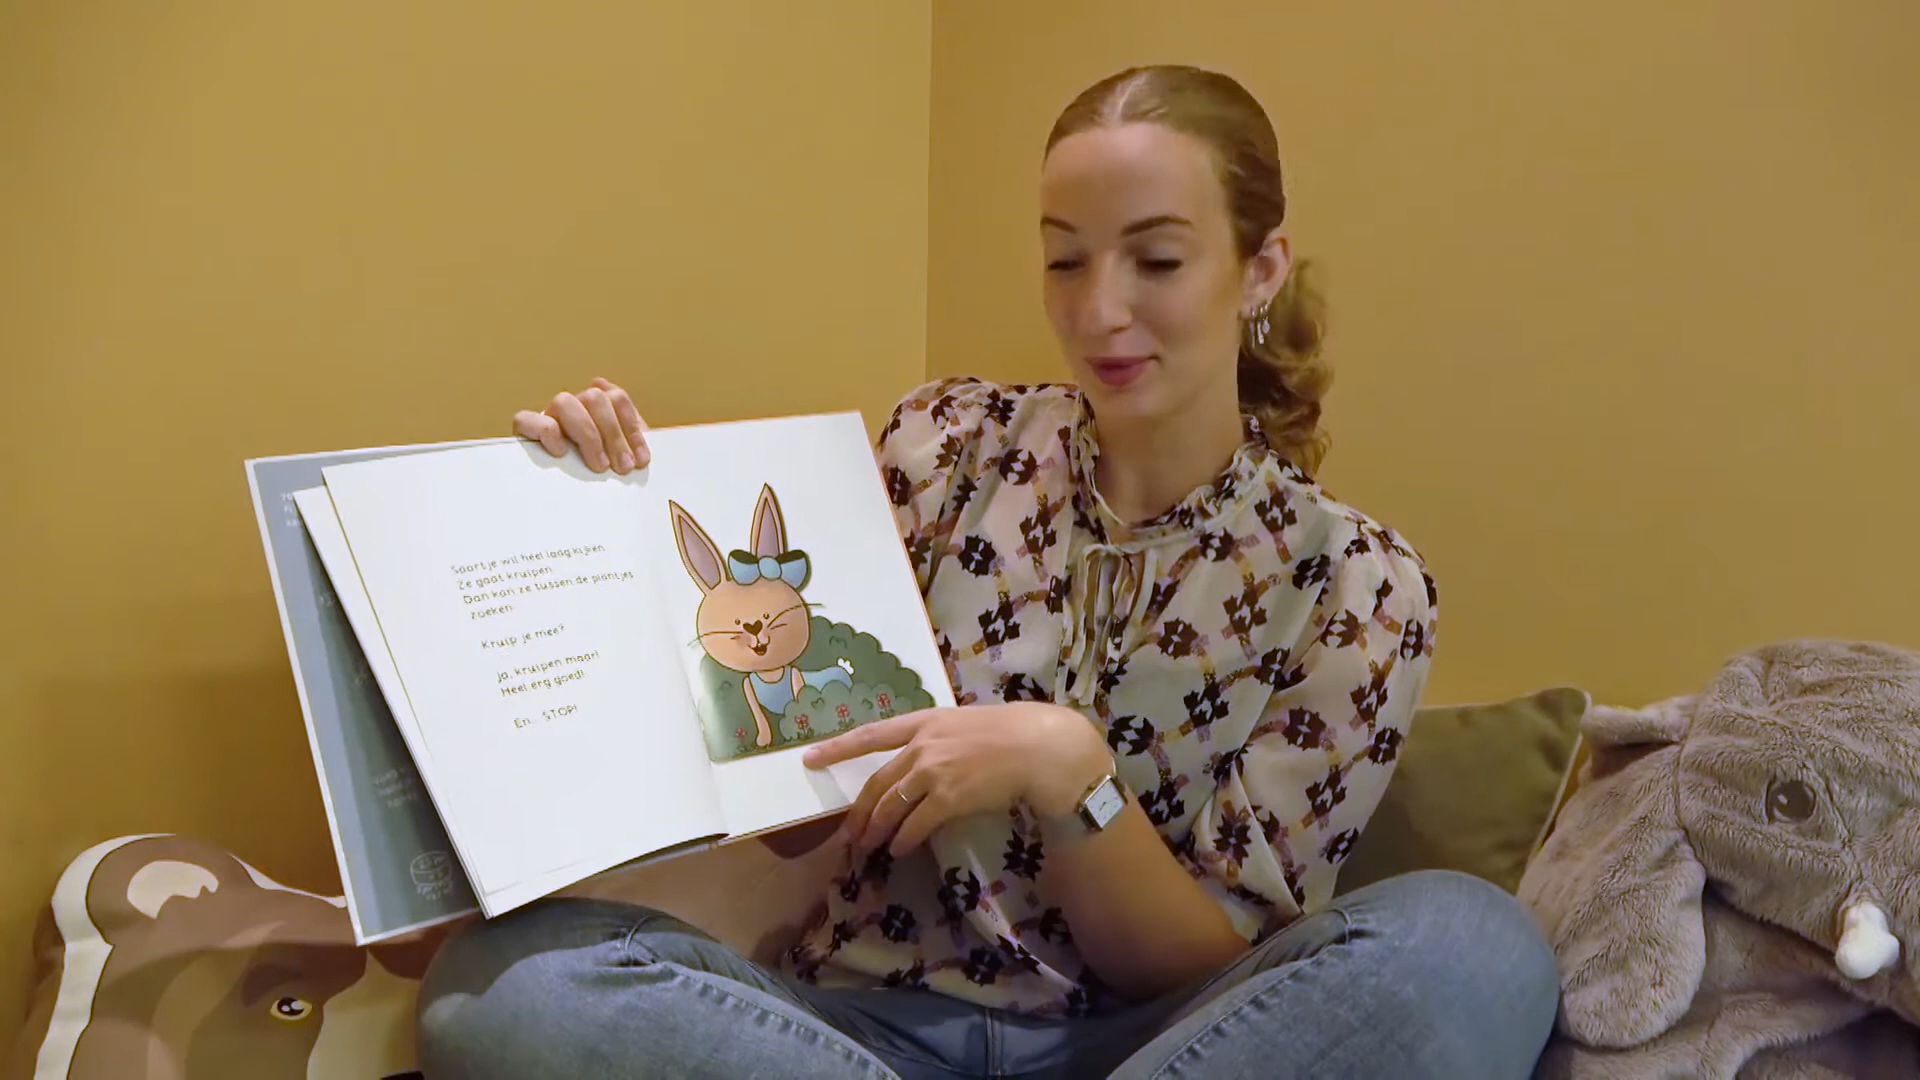 Saartje wil heel laag kijken.
Ze gaat kruipen.
Dan kan ze tussen de plantjes
zoeken.
Kruip je mee?
Ja, kruipen maar!
Heel erg goed!
En... STOP!